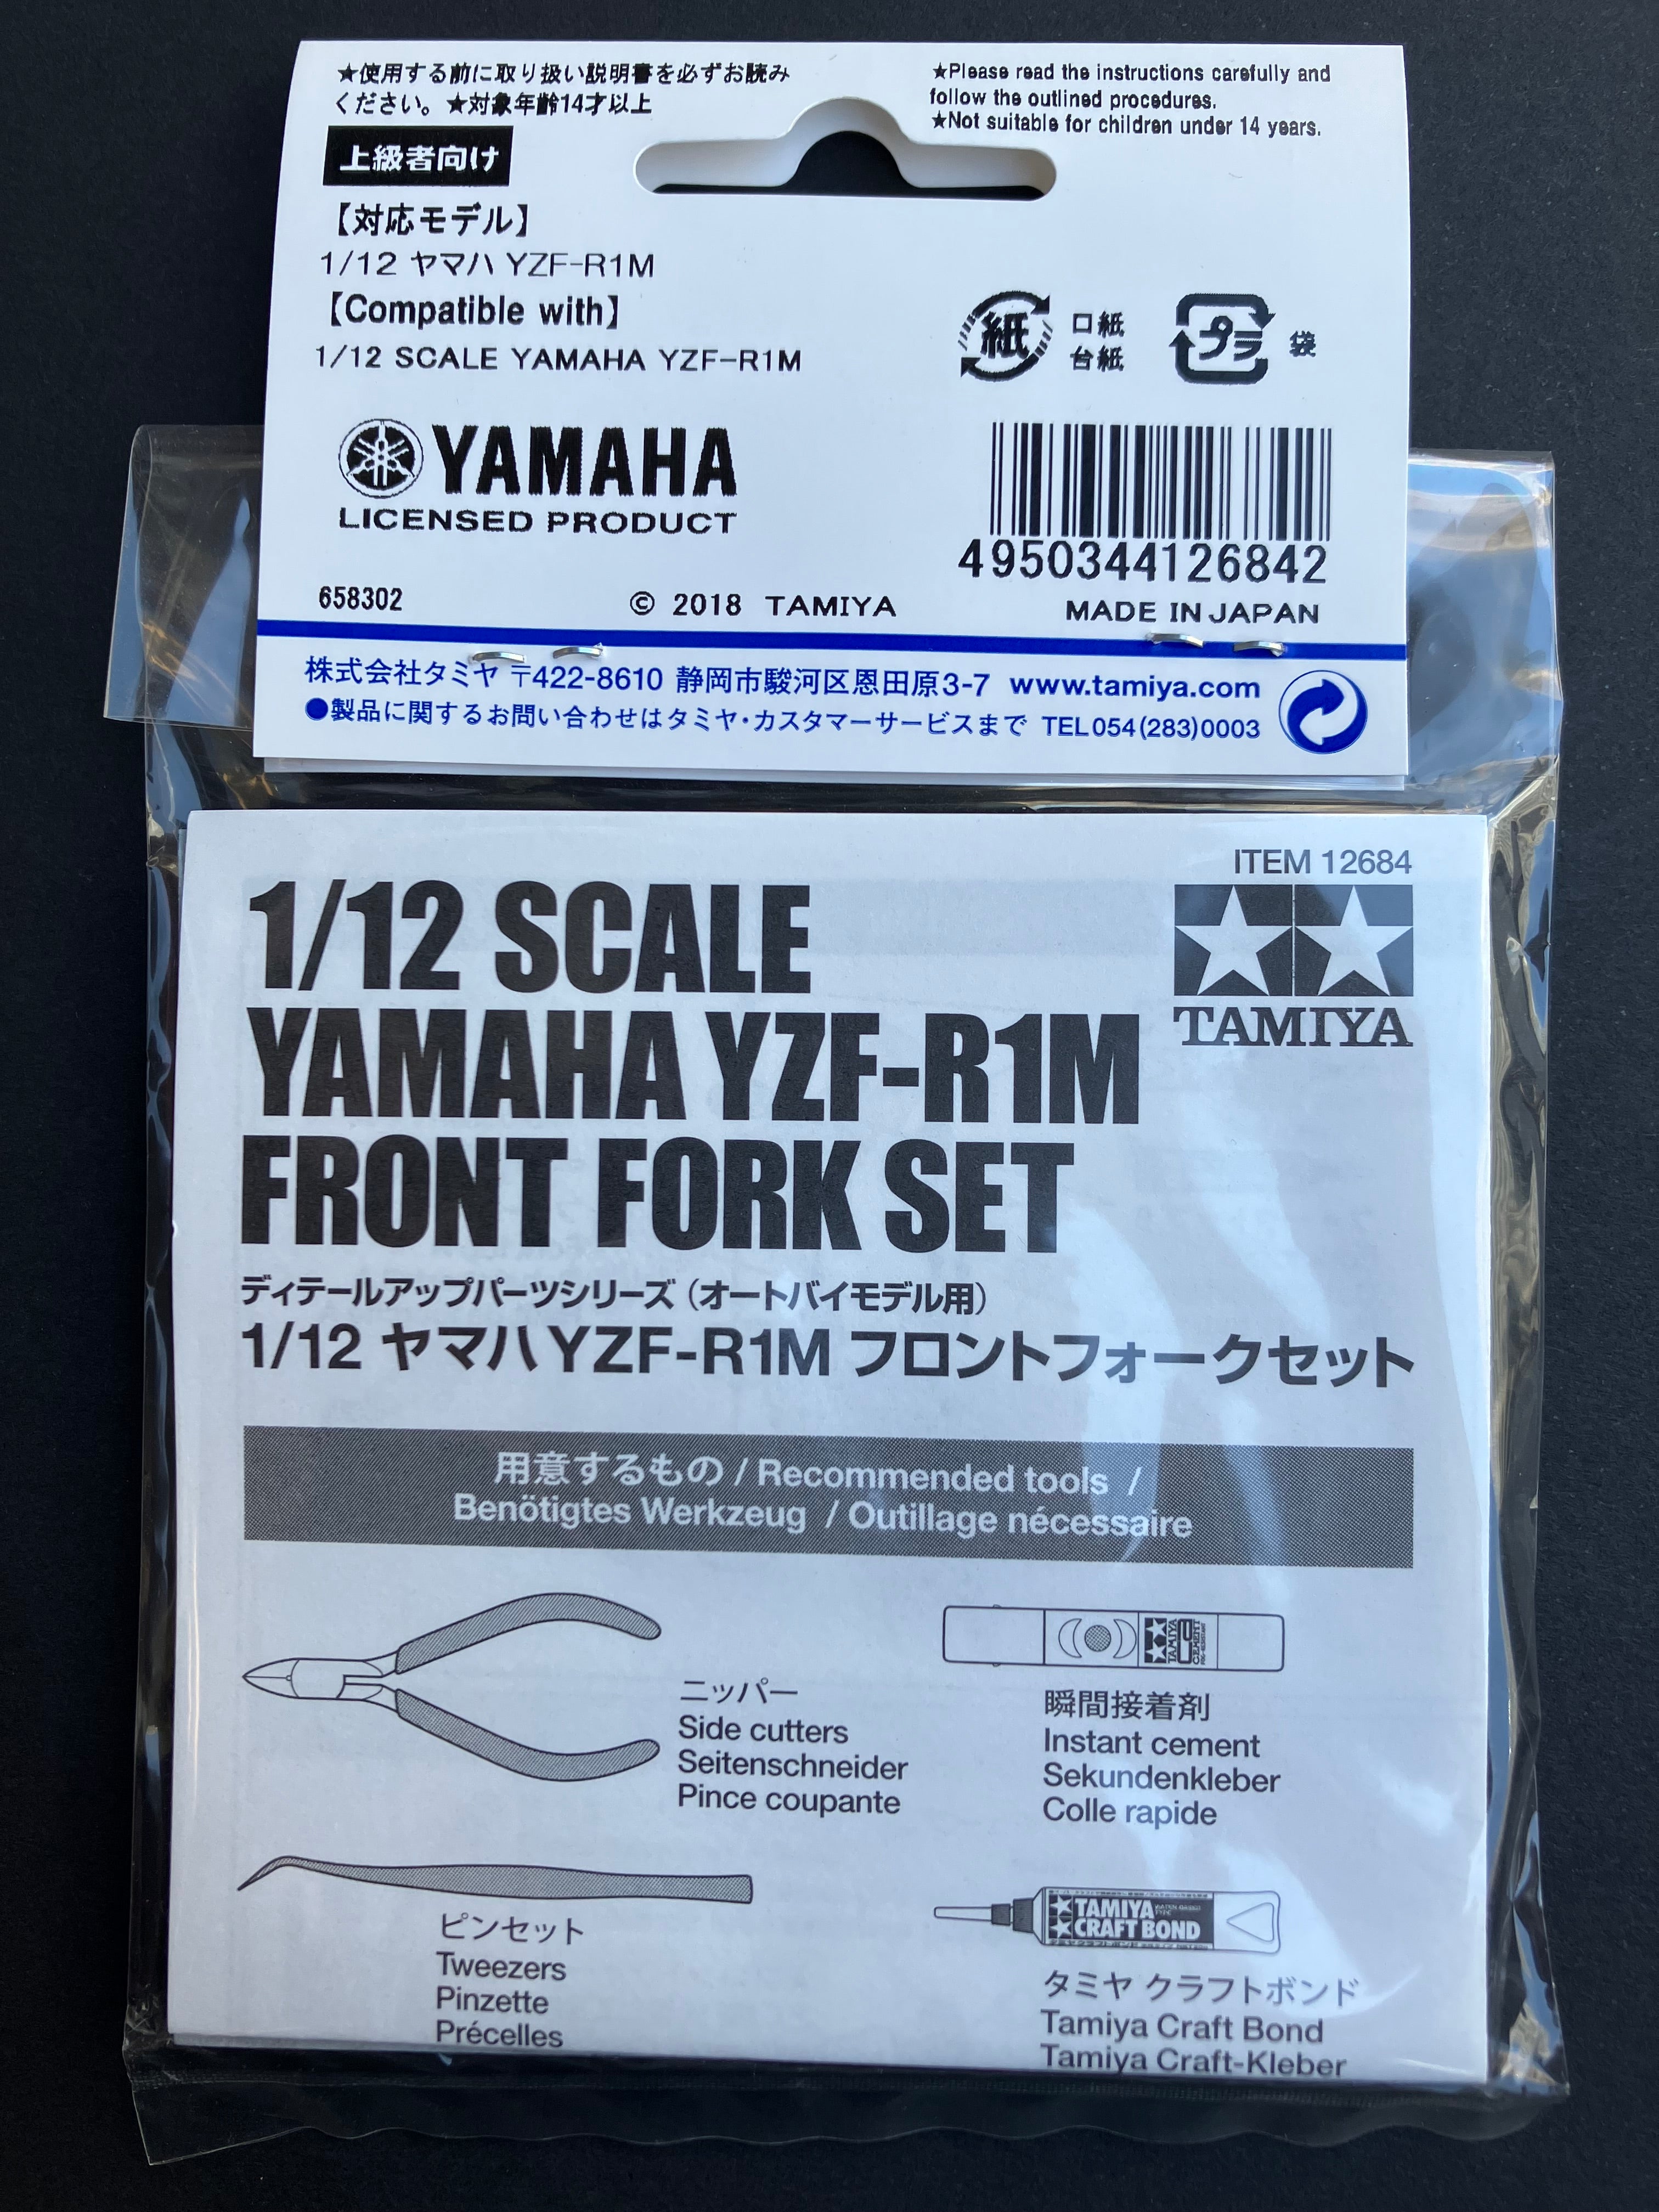 ★使用する前に取り扱い説明書を必ずお読み
ください。★対象年齢14才以上
★Please read the instructions carefully and
follow the outlined procedures.
★Not suitable for children under 14 years.
上級者向け
【対応モデル】
1/12 ヤマハ YZF-R1M
【Compatible with】
1/12 SCALE YAMAHA YZF-R1M
紙
口紙
台紙
プラ
袋
YAMAHA
LICENSED PRODUCT
4950344126842
658302
© 2018 TAMIYA
MADE IN JAPAN
株式会社タミヤ 〒422-8610 静岡市駿河区恩田原3-7 www.tamiya.com
●製品に関するお問い合わせはタミヤ・カスタマーサービスまで TEL054(283)0003
ITEM 12684
TAMIYA
1/12 SCALE
YAMAHA YZF-R1M
FRONT FORK SET
ディテールアップパーツシリーズ（オートバイモデル用）
1/12 ヤマハ YZF-R1M フロントフォークセット
用意するもの / Recommended tools /
Benötigtes Werkzeug / Outillage nécessaire
ニッパー
Side cutters
Seitenschneider
Pince coupante
TAMIYA
CA
CEMENT
瞬間接着剤
Instant cement
Sekundenkleber
Colle rapide
ピンセット
Tweezers
Pinzette
Précelles
TAMIYA
CRAFT BOND
タミヤ クラフトボンド
Tamiya Craft Bond
Tamiya Craft-Kleber